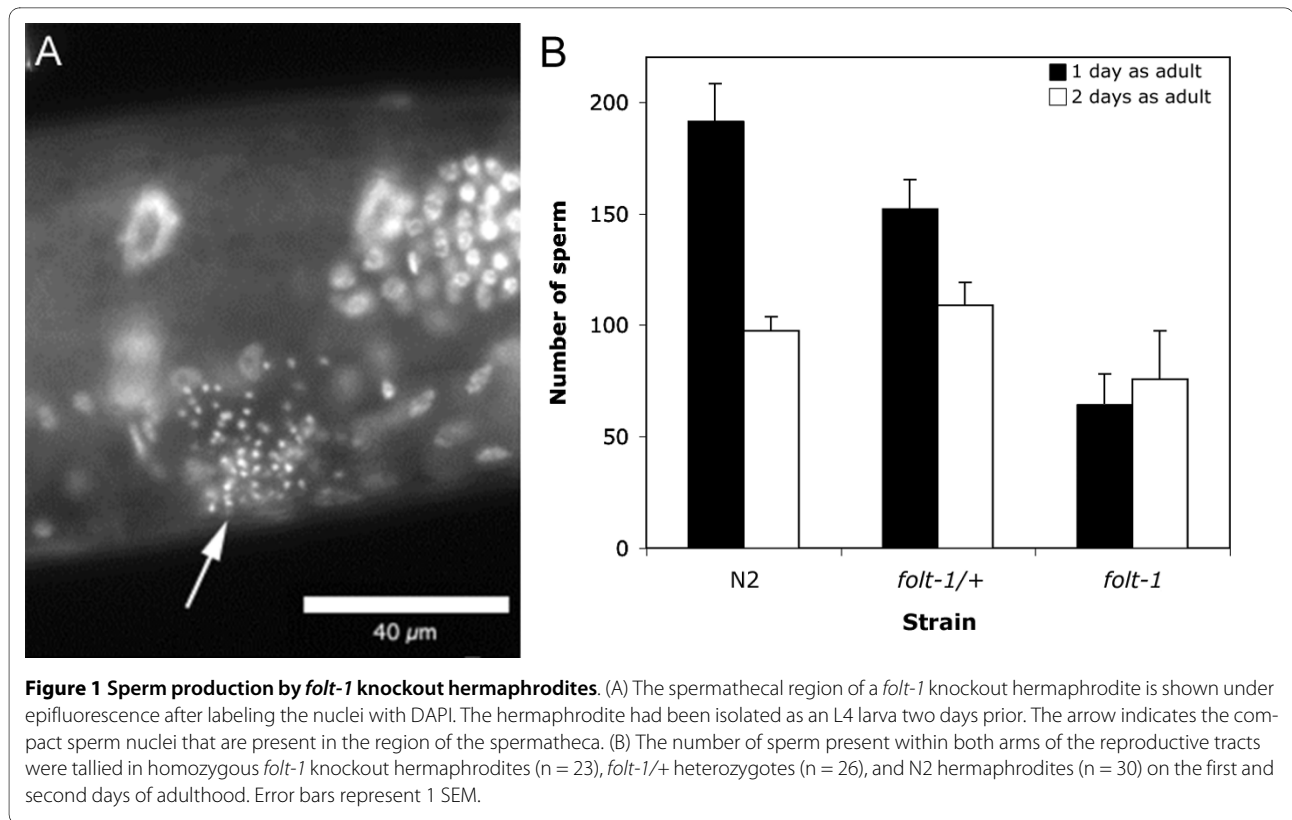 A
40 µm
B
Number of sperm
200
150
100
50
0
1 day as adult
2 days as adult
N2
folt-1/+
folt-1
Strain
Figure 1 Sperm production by folt-1 knockout hermaphrodites. (A) The spermathecal region of a folt-1 knockout hermaphrodite is shown under
epifluorescence after labeling the nuclei with DAPI. The hermaphrodite had been isolated as an L4 larva two days prior. The arrow indicates the com-
pact sperm nuclei that are present in the region of the spermatheca. (B) The number of sperm present within both arms of the reproductive tracts
were tallied in homozygous folt-1 knockout hermaphrodites (n = 23), folt-1/+ heterozygotes (n = 26), and N2 hermaphrodites (n = 30) on the first and
second days of adulthood. Error bars represent 1 SEM.